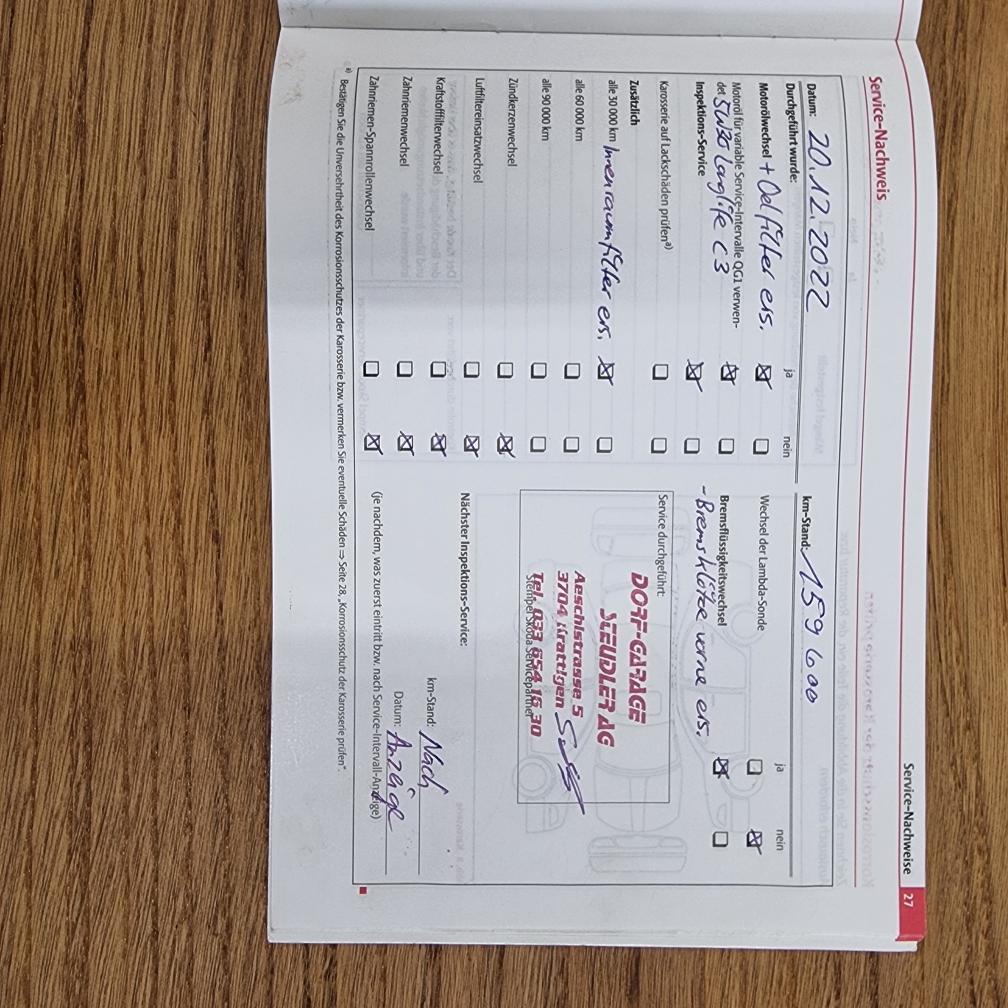 Service-Nachweise 27
Service-Nachweis
Datum: 20.12.2022
km-Stand: 159 600
Durchgeführt wurde:
ja nein
Motorölwechsel + Oelfilter ers.
Motoröl für variable Service-Intervalle QG1 verwen-
det 5W30 Longlife C3
Inspektions-Service
Karosserie auf Lackschäden prüfen a)
Zusätzlich
alle 30 000 km Innenraumfilter ers.
alle 60 000 km
alle 90 000 km
Zündkerzenwechsel
Luftfiltereinsatzwechsel
Kraftstofffilterwechsel
Zahnriemenwechsel
Zahnriemen-Spannrollenwechsel
ja nein
Wechsel der Lambda-Sonde
Bremsflüssigkeitswechsel
- Bremsklötze vorne ers.
Service durchgeführt:
DORF-GARAGE
STEUDLER AG
Aeschistrasse 5
3704 Krattigen
Tel. 033 654 16 30
Stempel Škoda Servicepartner
Nächster Inspektions-Service:
km-Stand: Nach
Datum: Anzeige
(je nachdem, was zuerst eintritt bzw. nach Service-Intervall-Anzeige)
a) Bestätigen Sie die Unversehrtheit des Korrosionsschutzes der Karosserie bzw. vermerken Sie eventuelle Schäden ⇒ Seite 28, „Korrosionsschutz der Karosserie prüfen“.